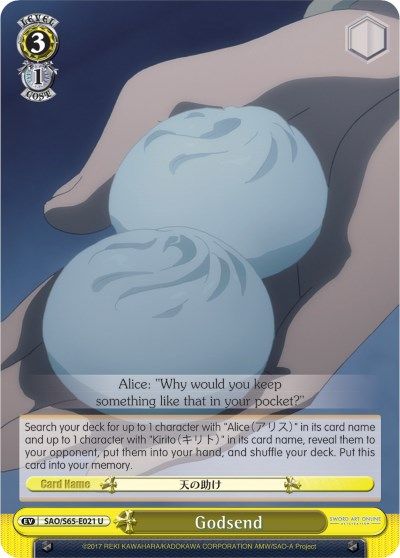 LEVEL
3
1
COST
Alice: "Why would you keep
something like that in your pocket?"
Search your deck for up to 1 character with "Alice(アリス)" in its card name
and up to 1 character with "Kirito(キリト)" in its card name, reveal them to
your opponent, put them into your hand, and shuffle your deck. Put this
card into your memory.
Card Name 天の助け
EV SAO/S65-E021 U Godsend SWORD ART ONLINE
ALICIZATION
©2017 REKI KAWAHARA/KADOKAWA CORPORATION AMW/SAO-A Project